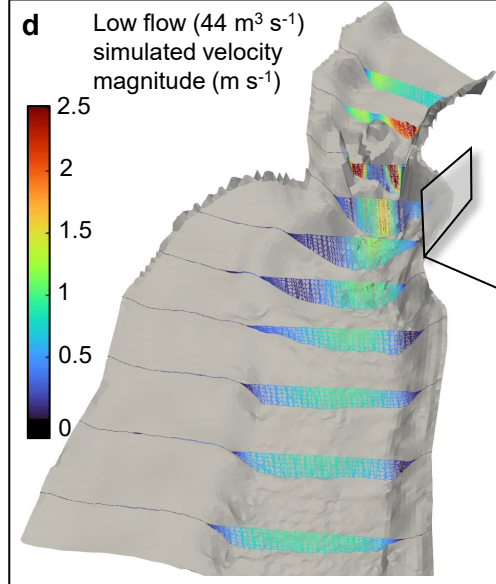 d
Low flow (44 m³ s⁻¹)
simulated velocity
magnitude (m s⁻¹)
2.5
2
1.5
1
0.5
0